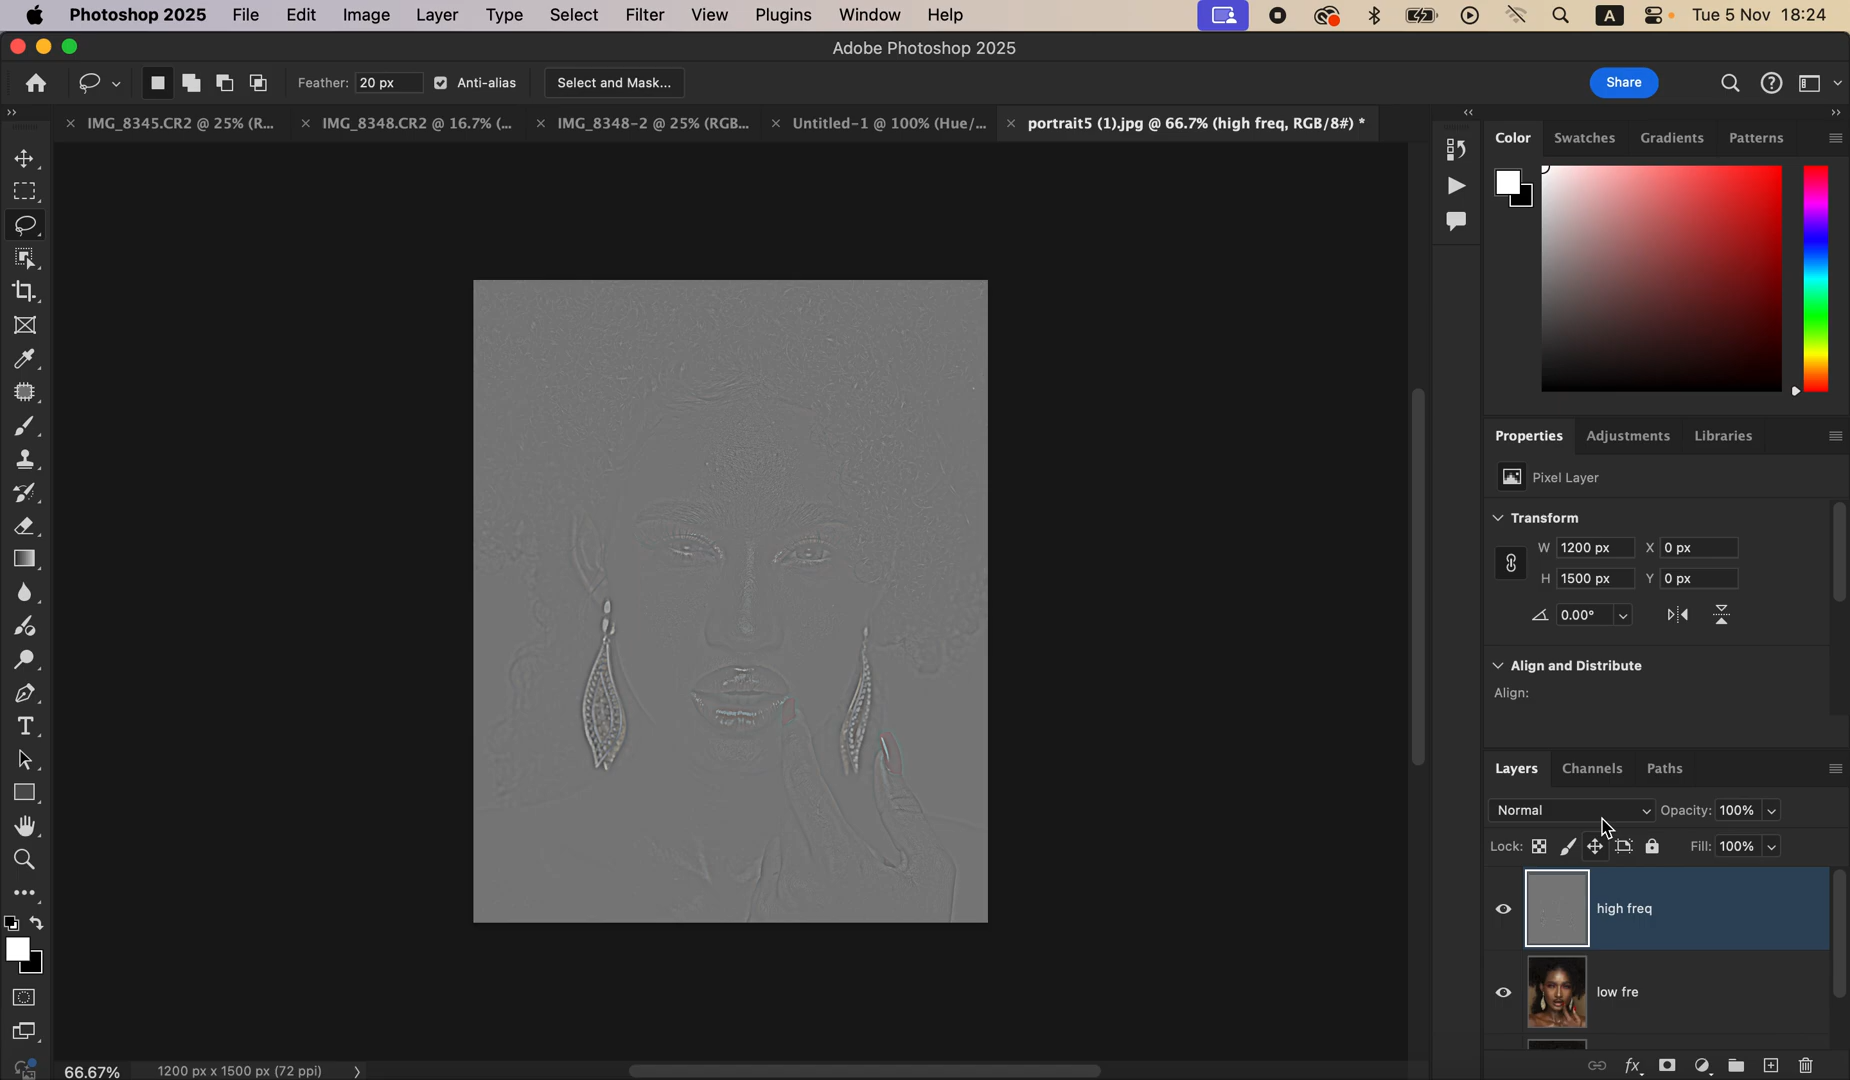 Photoshop 2025 File Edit Image Layer Type Select Filter View Plugins Window Help A Tue 5 Nov 18:24
Adobe Photoshop 2025
Feather: 20 px Anti-alias Select and Mask... Share
× IMG_8345.CR2 @ 25% (R... × IMG_8348.CR2 @ 16.7% (... × IMG_8348-2 @ 25% (RGB... × Untitled-1 @ 100% (Hue/... × portrait5 (1).jpg @ 66.7% (high freq, RGB/8#) *
Color Swatches Gradients Patterns
Properties Adjustments Libraries
Pixel Layer
Transform
W 1200 px X 0 px
H 1500 px Y 0 px
0.00°
Align and Distribute
Align:
Layers Channels Paths
Normal Opacity: 100%
Lock: Fill: 100%
high freq
low fre
66.67% 1200 px x 1500 px (72 ppi)